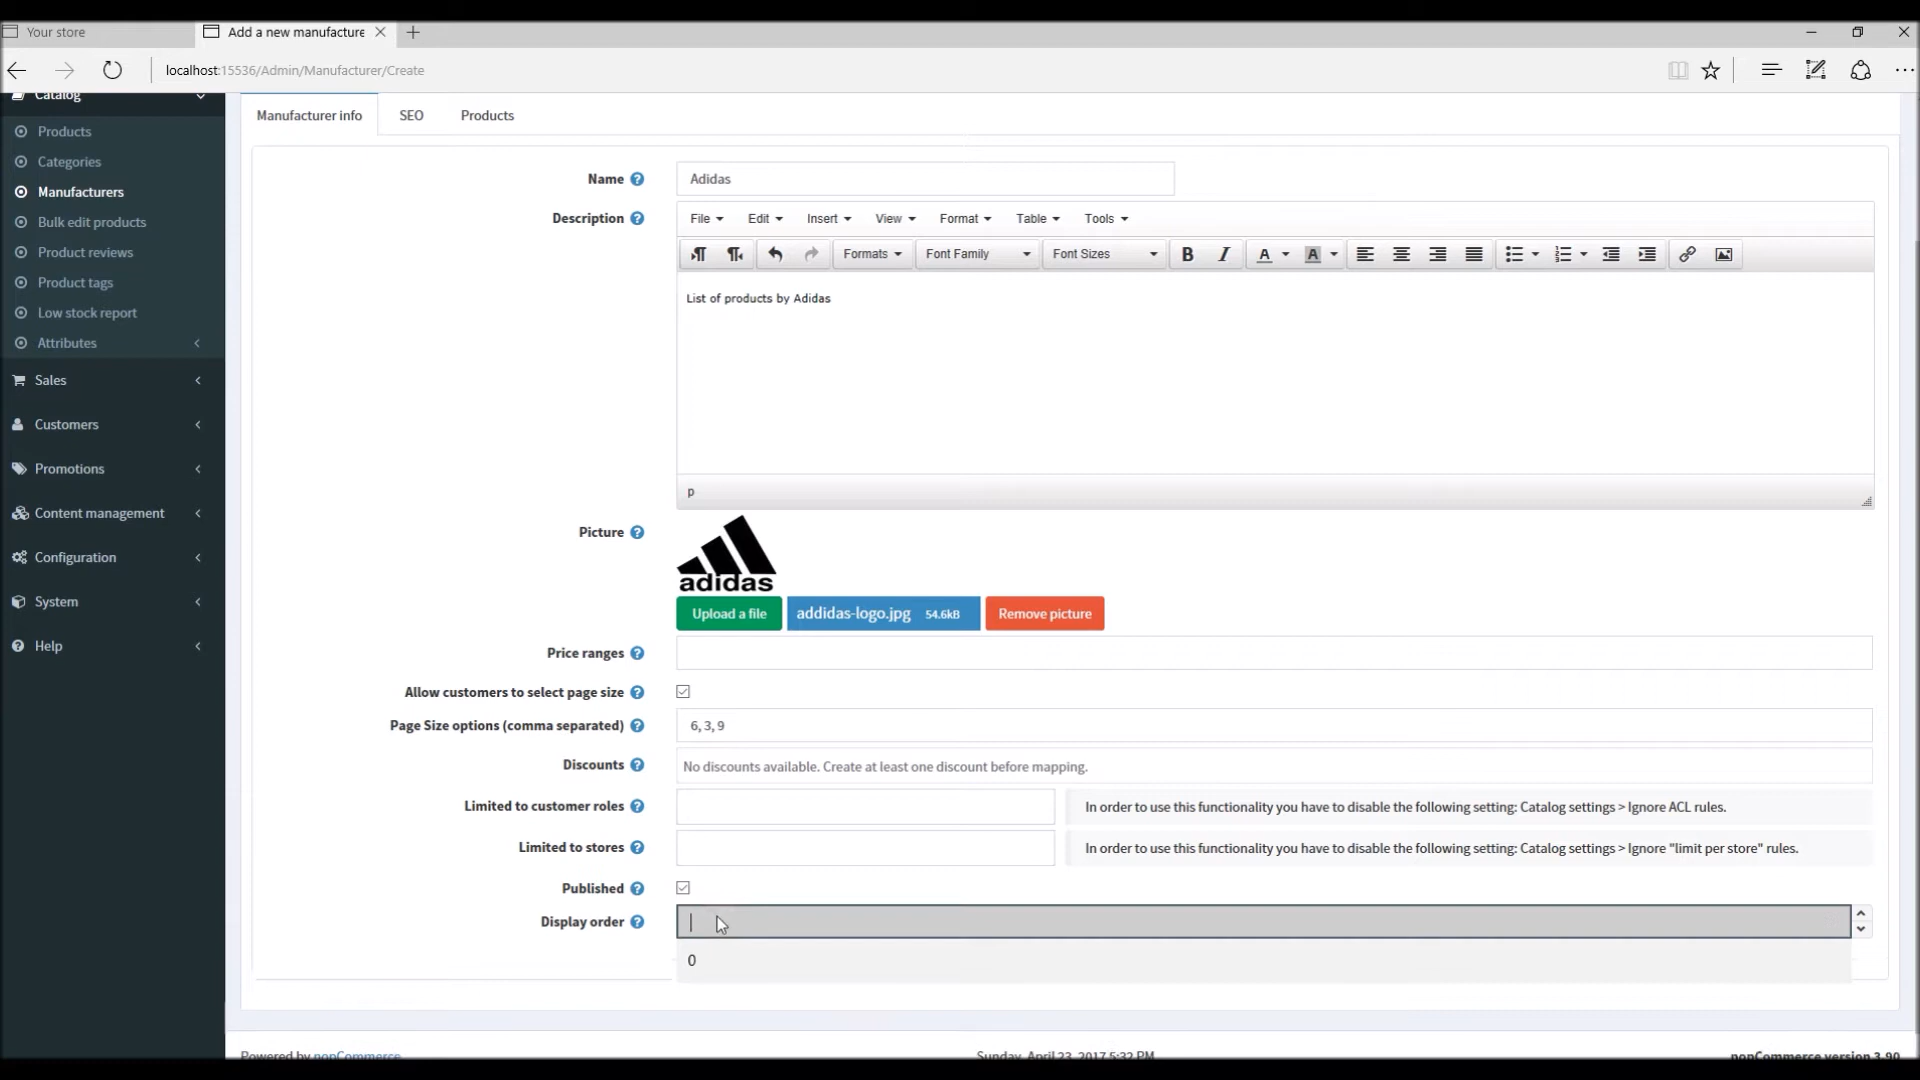 Your store
Add a new manufacture
localhost:15536/Admin/Manufacturer/Create
Catalog
Products
Categories
Manufacturers
Bulk edit products
Product reviews
Product tags
Low stock report
Attributes
Sales
Customers
Promotions
Content management
Configuration
System
Help
Manufacturer info SEO Products
Name Adidas
Description File Edit Insert View Format Table Tools
Formats Font Family Font Sizes B I A A
List of products by Adidas
p
Picture
adidas
Upload a file addidas-logo.jpg 54.6kB Remove picture
Price ranges
Allow customers to select page size
Page Size options (comma separated) 6, 3, 9
Discounts No discounts available. Create at least one discount before mapping.
Limited to customer roles In order to use this functionality you have to disable the following setting: Catalog settings > Ignore ACL rules.
Limited to stores In order to use this functionality you have to disable the following setting: Catalog settings > Ignore "limit per store" rules.
Published
Display order
0
Powered by nopCommerce Sunday, April 23, 2017 5:32 PM nopCommerce version 3.90